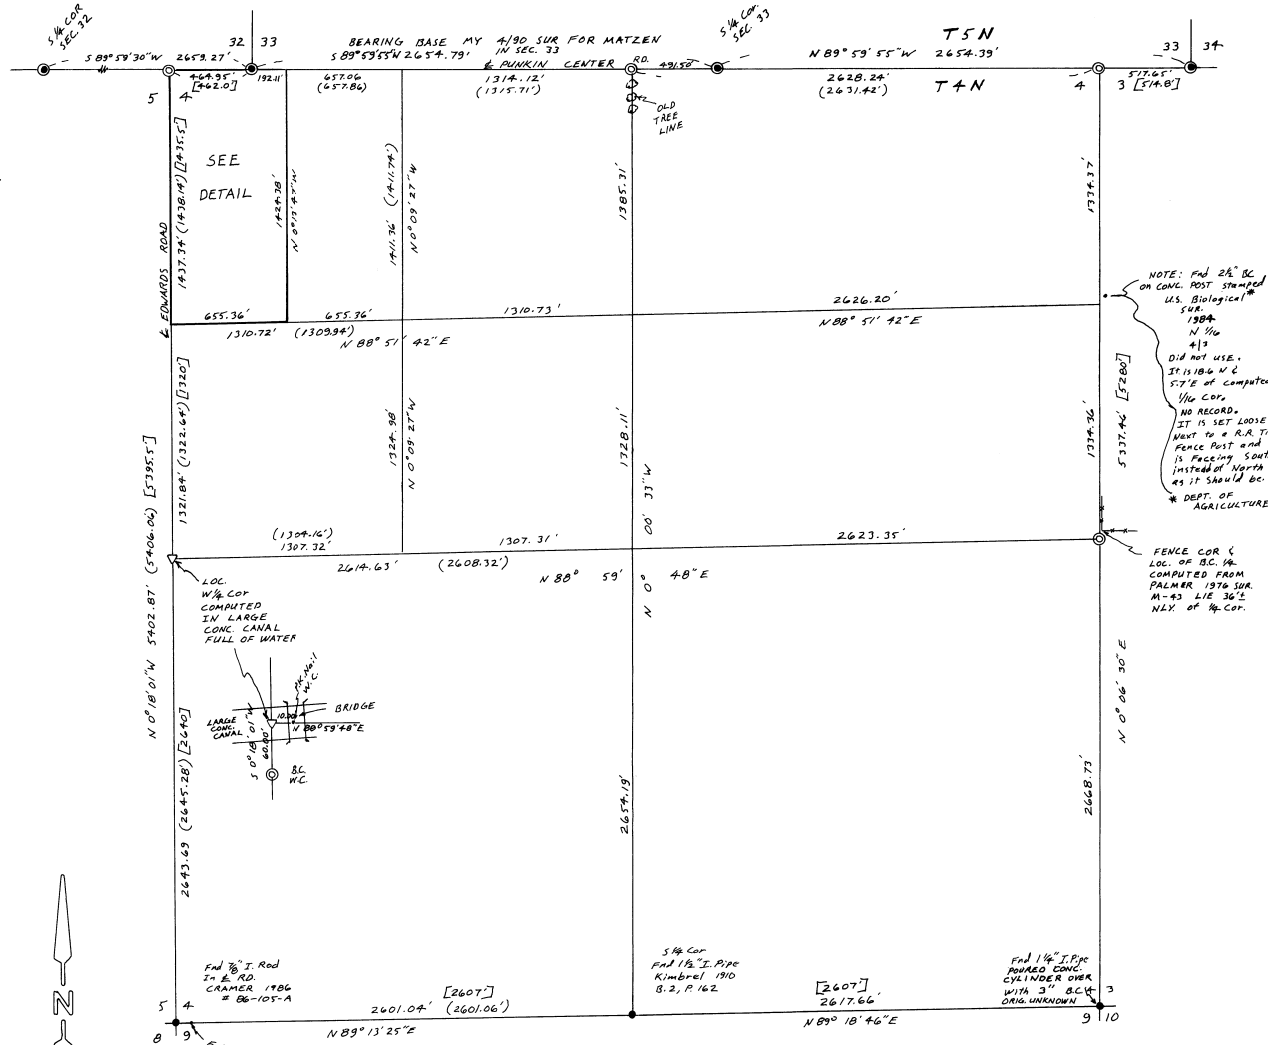 S 1/4 COR
SEC. 32
S 89° 59' 30" W 2659.27'
32 33
BEARING BASE MY 4/90 SUR FOR MATZEN
IN SEC. 33
S 89° 59' 55" W 2654.79'
℄ PUNKIN CENTER RD.
S 1/4 Cor.
SEC. 33
T 5 N
N 89° 59' 55" W 2654.39'
33 34
464.95'
[462.0]
192.11'
657.06
(657.86)
1314.12'
(1315.71')
491.50'
2628.24'
(2631.42')
T 4 N
517.65'
[514.8']
5 4
4 3
OLD
TREE
LINE
SEE
DETAIL
℄ EDWARDS ROAD
1437.34' (1438.14') [1435.5']
1424.38'
N 0° 13' 47" W
1411.36' (1411.74')
N 0° 09' 27" W
1385.31'
1334.37'
655.36'
655.36'
1310.72' (1309.94')
1310.73'
N 88° 51' 42" E
2626.20'
N 88° 51' 42" E
NOTE: Fnd 2½" BC
on CONC. POST stamped
U.S. Biological*
SUR.
1984
N 1/16
4|3
Did not USE.
It is 18.6 N &
5.7' E of computed
1/16 Cor.
NO RECORD.
IT IS SET LOOSE
Next to a R.R. Ti
Fence Post and
is Faceing Sout
instead of North
as it should be.
* DEPT. OF
AGRICULTURE
1321.84' (1322.64') [1320']
1324.98'
N 0° 09' 27" W
1328.11'
N 0° 00' 33" W
1334.36'
5337.46' [5280']
N 0° 18' 01" W 5402.87' (5406.06) [5395.5']
(1304.16')
1307.32'
1307.31'
2614.63' (2608.32')
N 88° 59' 48" E
2623.35'
FENCE COR &
LOC. OF B.C. 1/4
COMPUTED FROM
PALMER 1976 SUR.
M-43 LIE 36'±
NLY. of 1/4 Cor.
LOC.
W 1/4 Cor
COMPUTED
IN LARGE
CONC. CANAL
FULL OF WATER
P.K. Nail
W.C.
BRIDGE
LARGE
CONC.
CANAL
10.00'
N 88° 59' 48" E
S 0° 18' 01" W
60.00'
B.C.
W.C.
2643.69 (2645.28') [2640]
2654.19'
2668.73'
N 0° 06' 30" E
Fnd 7/8" I. Rod
In ℄ RD.
CRAMER 1986
# 86-105-A
S 1/4 Cor
Fnd 1½" I. Pipe
Kimbrel 1910
B.2, P. 162
Fnd 1¼" I. Pipe
POURED CONC.
CYLINDER OVER
with 3" B.C.
ORIG. UNKNOWN
4 3
5 4
[2607']
2601.04' (2601.06')
N 89° 13' 25" E
[2607']
2617.66'
N 89° 18' 46" E
8 9
9 10
N